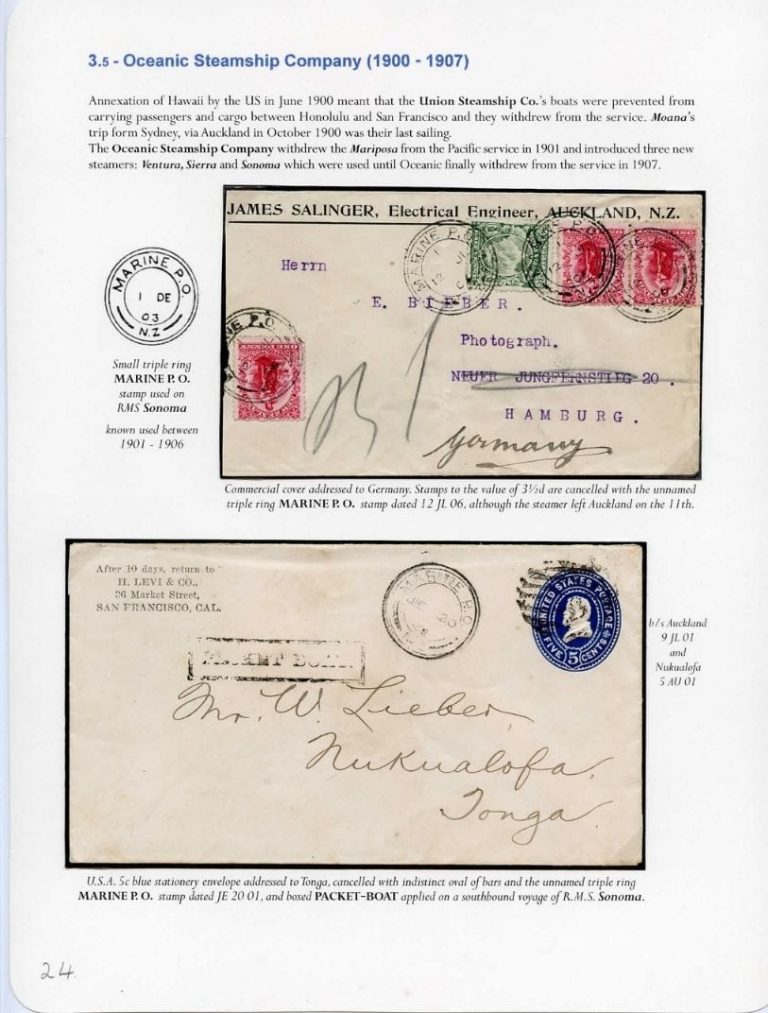 3.5 - Oceanic Steamship Company (1900 - 1907)
Annexation of Hawaii by the US in June 1900 meant that the Union Steamship Co.'s boats were prevented from
carrying passengers and cargo between Honolulu and San Francisco and they withdrew from the service. Moana's
trip form Sydney, via Auckland in October 1900 was their last sailing.
The Oceanic Steamship Company withdrew the Mariposa from the Pacific service in 1901 and introduced three new
steamers: Ventura, Sierra and Sonoma which were used until Oceanic finally withdrew from the service in 1907.
JAMES SALINGER, Electrical Engineer, AUCKLAND, N.Z.
MARINE P.O.
Herrn
E. BIEBER.
Photograph.
NEUER JUNGFERNSTIEG 20.
HAMBURG.
Germany
MARINE P.O.
1 DE
03
N.Z
Small triple ring
MARINE P. O.
stamp used on
RMS Sonoma
known used between
1901 - 1906
Commercial cover addressed to Germany. Stamps to the value of 3½d are cancelled with the unnamed
triple ring MARINE P. O. stamp dated 12 JL 06, although the steamer left Auckland on the 11th.
After 10 days, return to
H. LEVI & CO.,
26 Market Street,
SAN FRANCISCO, CAL.
MARINE P.O.
20
UNITED STATES POSTAGE
FIVE 5 CENTS
PACKET BOAT
Mr. W. Lieber,
Nukualofa,
Tonga
b/s Auckland
9 JL 01
and
Nukualofa
5 AU 01
U.S.A. 5c blue stationery envelope addressed to Tonga, cancelled with indistinct oval of bars and the unnamed triple ring
MARINE P. O. stamp dated JE 20 01, and boxed PACKET-BOAT applied on a southbound voyage of R.M.S. Sonoma.
24